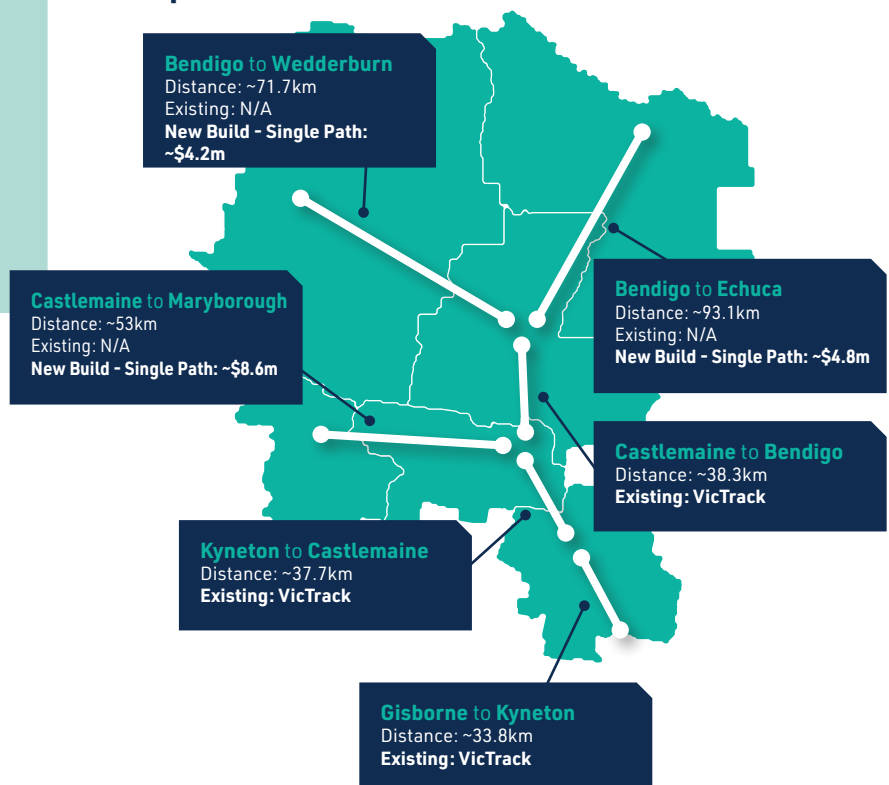 Bendigo to Wedderburn
Distance: ~71.7km
Existing: N/A
New Build - Single Path:
~$4.2m
Bendigo to Echuca
Distance: ~93.1km
Existing: N/A
New Build - Single Path: ~$4.8m
Castlemaine to Maryborough
Distance: ~53km
Existing: N/A
New Build - Single Path: ~$8.6m
Castlemaine to Bendigo
Distance: ~38.3km
Existing: VicTrack
Kyneton to Castlemaine
Distance: ~37.7km
Existing: VicTrack
Gisborne to Kyneton
Distance: ~33.8km
Existing: VicTrack